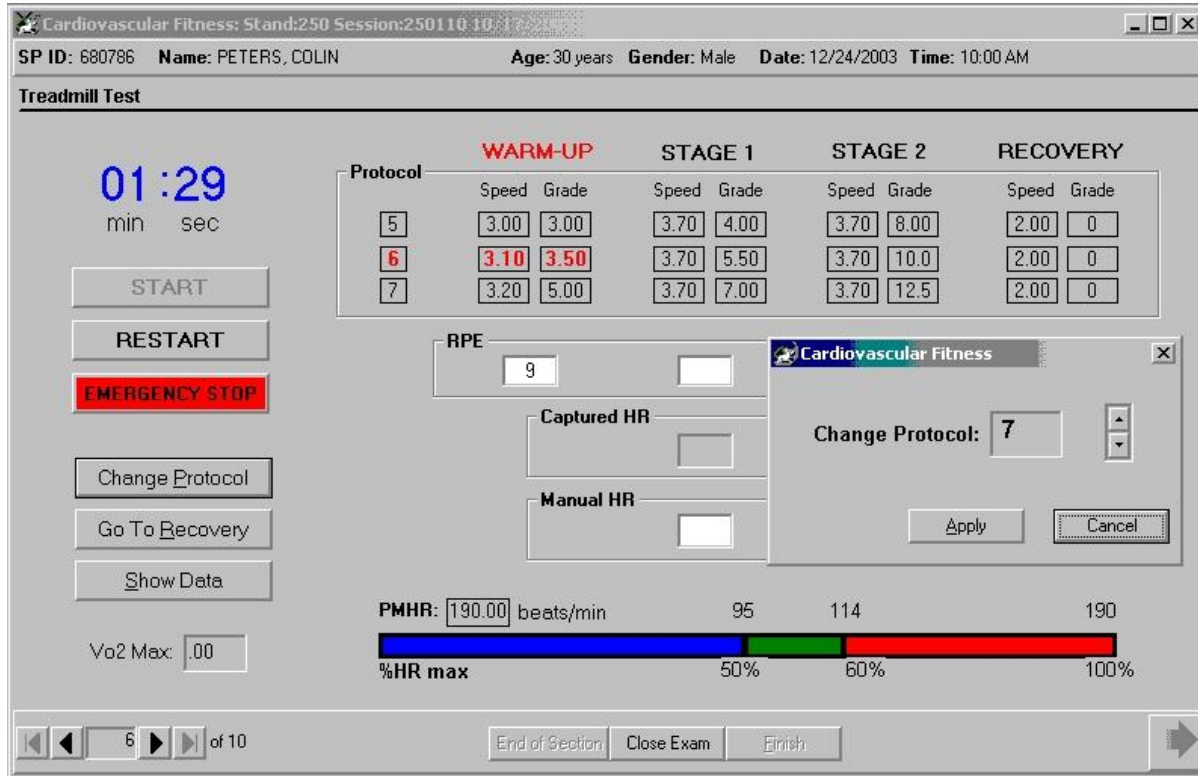 Cardiovascular Fitness: Stand:250 Session:250110
SP ID: 680786 Name: PETERS, COLIN Age: 30 years Gender: Male Date: 12/24/2003 Time: 10:00 AM
Treadmill Test
WARM-UP STAGE 1 STAGE 2 RECOVERY
Protocol
Speed Grade Speed Grade Speed Grade Speed Grade
5 3.00 3.00 3.70 4.00 3.70 8.00 2.00 0
6 3.10 3.50 3.70 5.50 3.70 10.0 2.00 0
7 3.20 5.00 3.70 7.00 3.70 12.5 2.00 0
01:29
min sec
START
RESTART
EMERGENCY STOP
Change Protocol
Go To Recovery
Show Data
Vo2 Max: .00
RPE
9
Captured HR
Manual HR
Cardiovascular Fitness
Change Protocol: 7
Apply Cancel
PMHR: 190.00 beats/min 95 114 190
%HR max 50% 60% 100%
6 of 10 End of Section Close Exam Finish